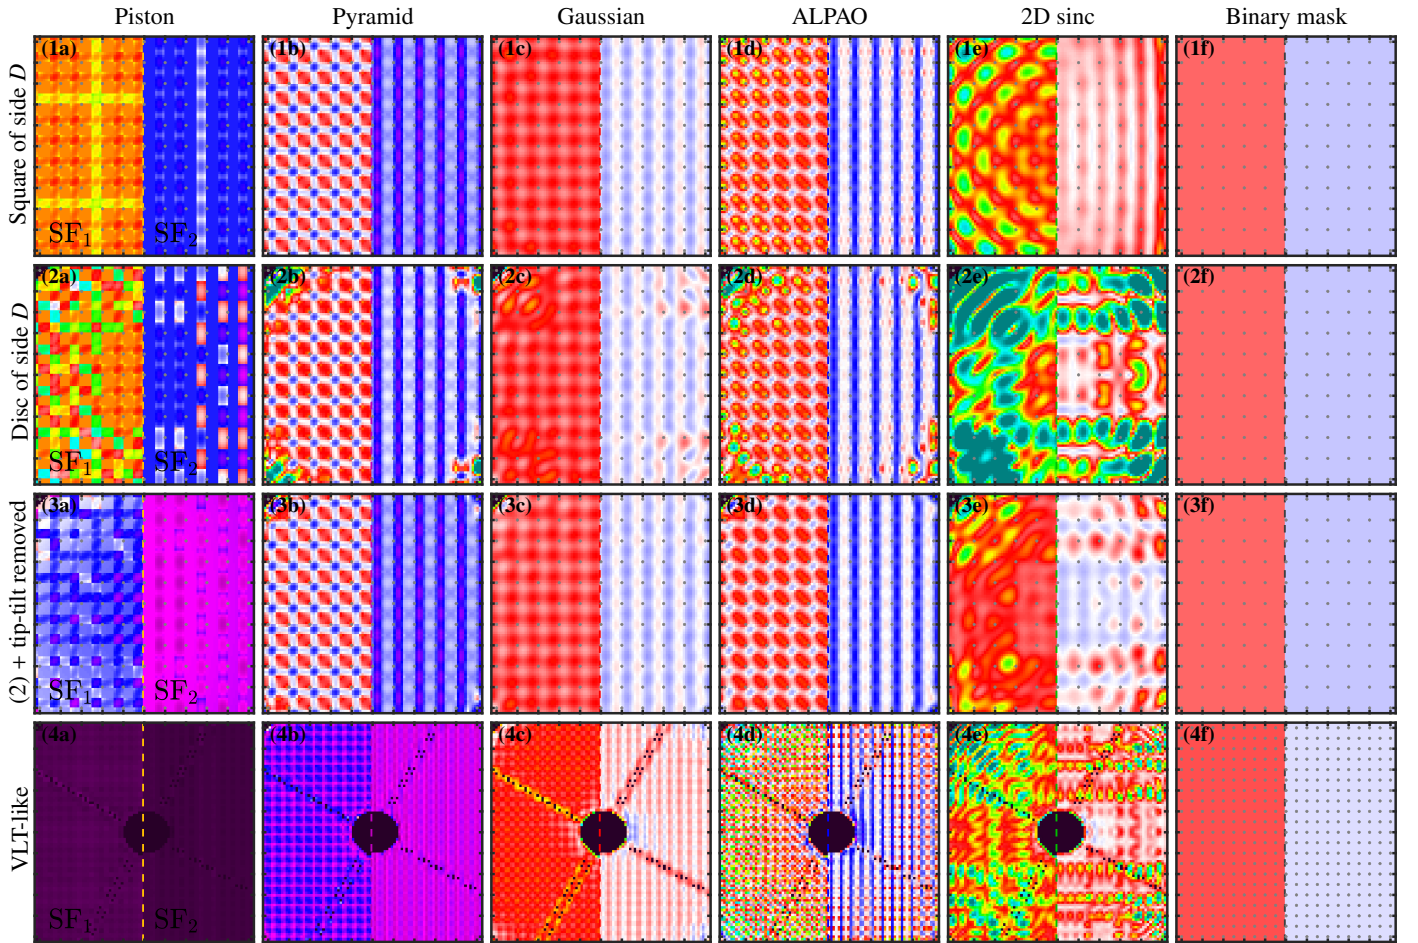 Piston Pyramid Gaussian ALPAO 2D sinc Binary mask
Square of side D
(1a) (1b) (1c) (1d) (1e) (1f)
SF1 SF2
Disc of side D
(2a) (2b) (2c) (2d) (2e) (2f)
SF1 SF2
(2) + tip-tilt removed
(3a) (3b) (3c) (3d) (3e) (3f)
SF1 SF2
VLT-like
(4a) (4b) (4c) (4d) (4e) (4f)
SF1 SF2